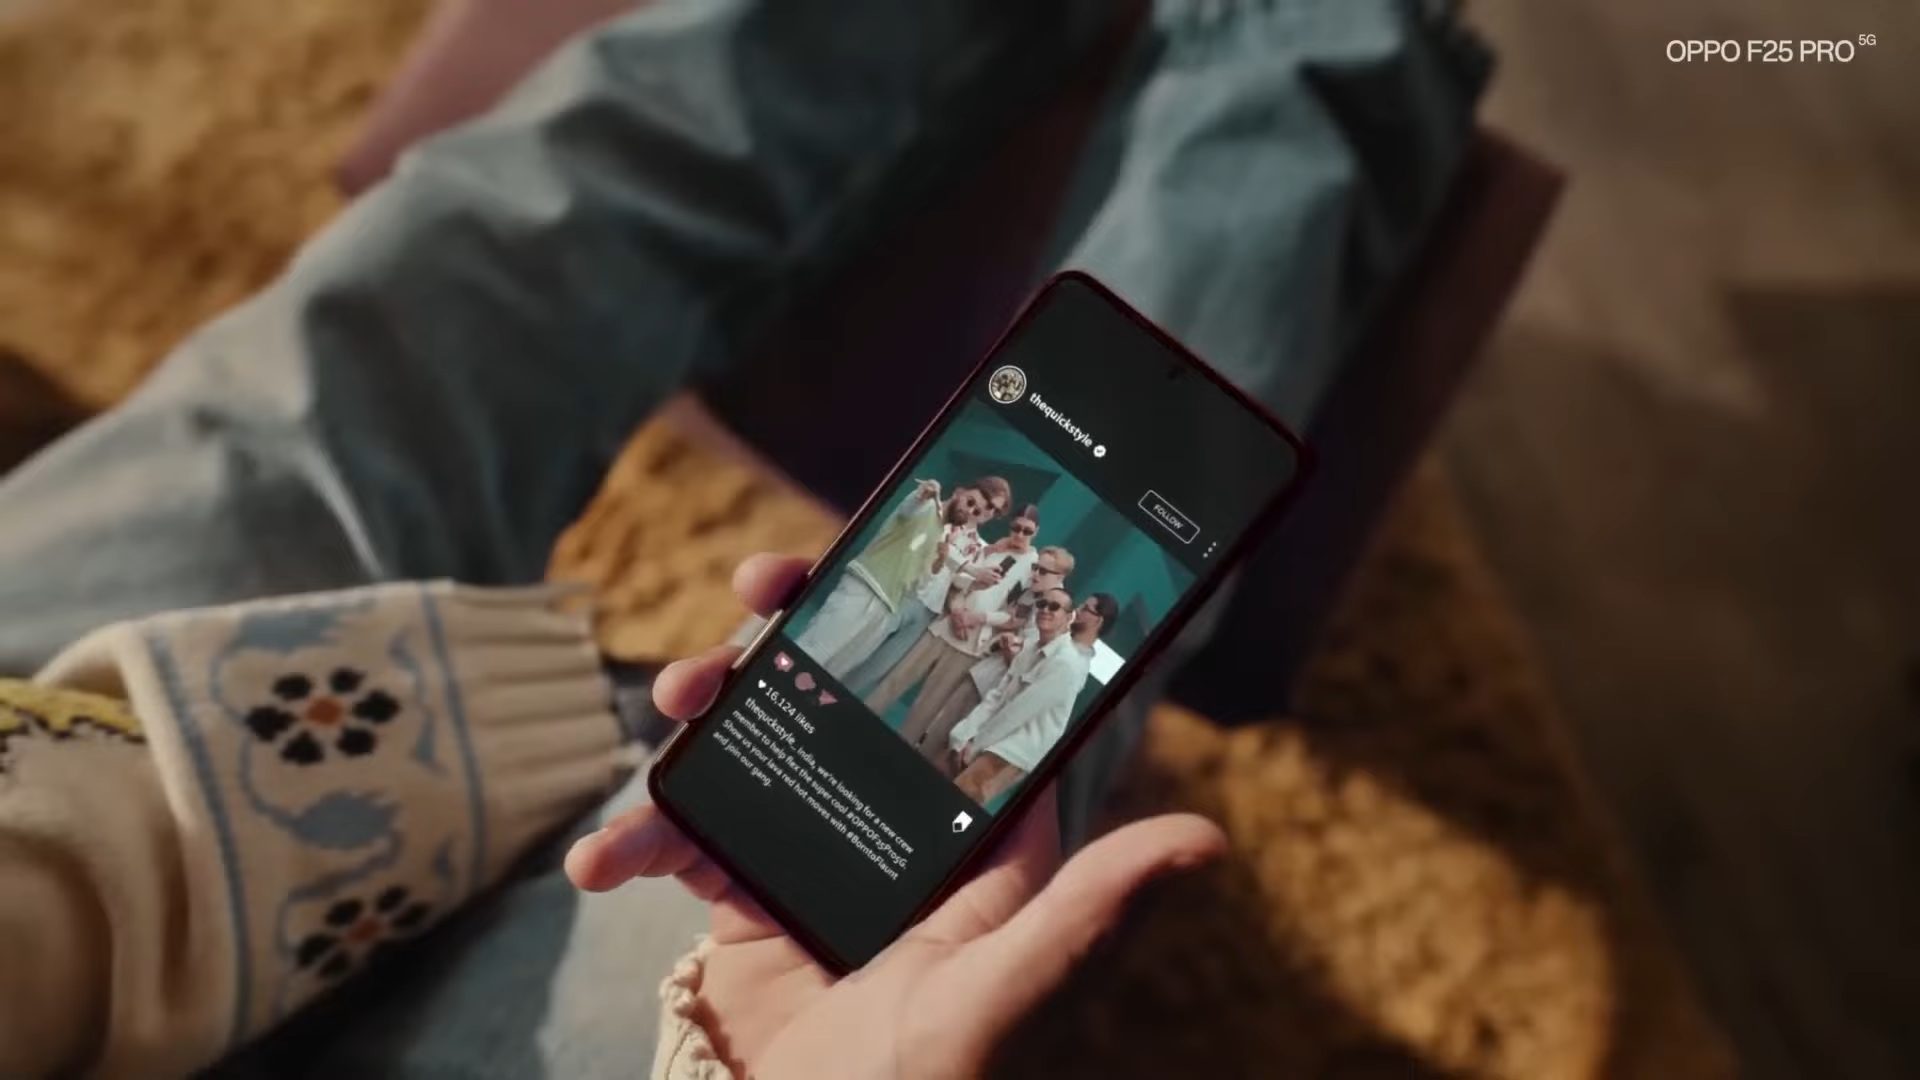 OPPO F25 PRO 5G
thequickstyle
FOLLOW
16,124 likes
thequckstyle_ India, we're looking for a new crew
member to help flex the super cool #OPPOF25Pro5G.
Show us your lava red hot moves with #BorntoFlaunt
and join our gang.